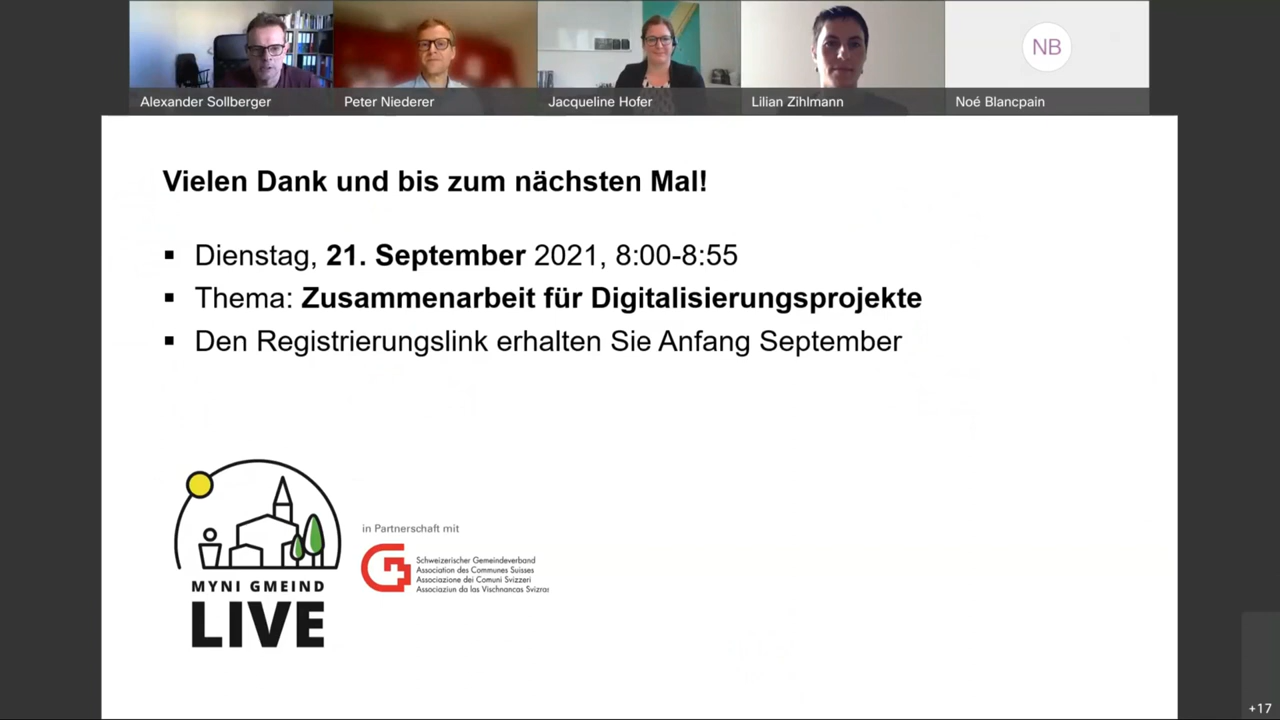 NB
Alexander Sollberger
Peter Niederer
Jacqueline Hofer
Lilian Zihlmann
Noé Blancpain
Vielen Dank und bis zum nächsten Mal!
▪ Dienstag, 21. September 2021, 8:00-8:55
▪ Thema: Zusammenarbeit für Digitalisierungsprojekte
▪ Den Registrierungslink erhalten Sie Anfang September
in Partnerschaft mit
Schweizerischer Gemeindeverband
Association des Communes Suisses
Associazione dei Comuni Svizzeri
Associaziun da las Vischnancas Svizras
MYNI GMEIND
LIVE
+17